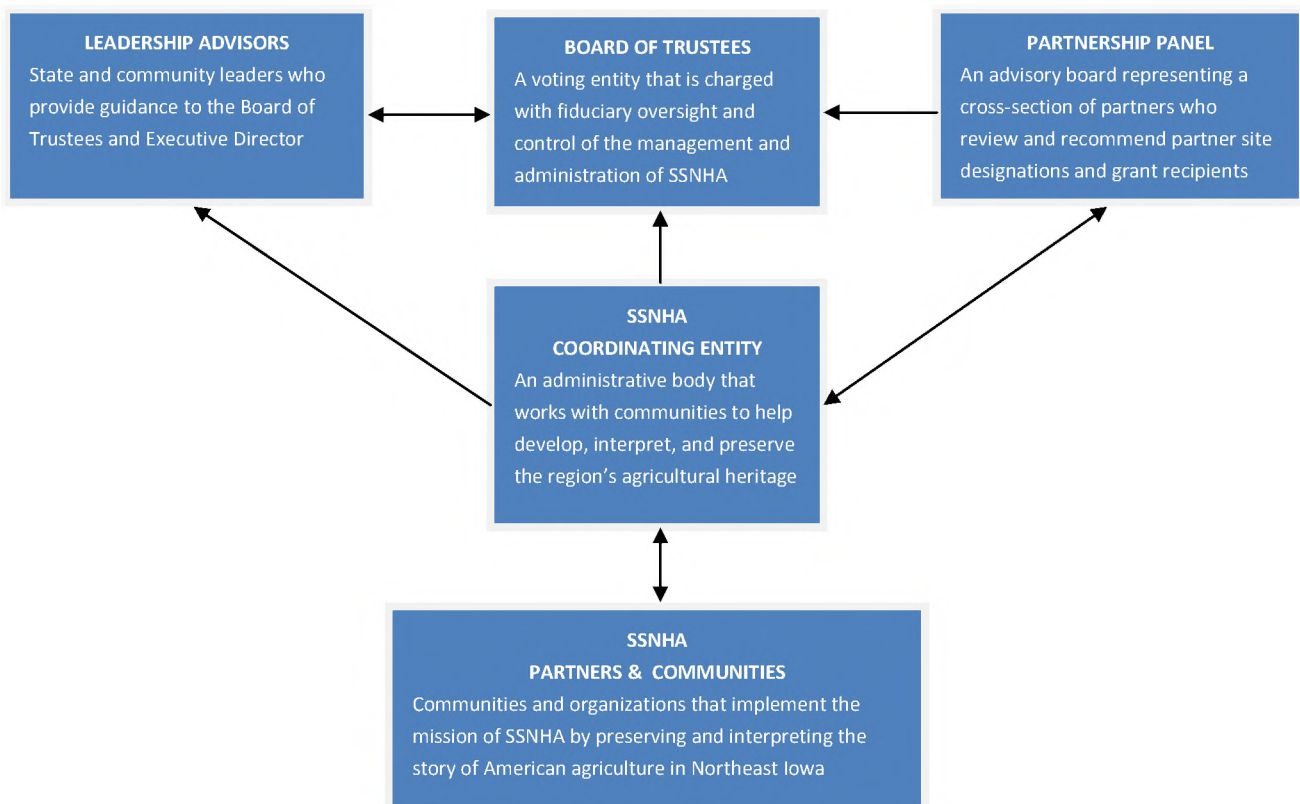 LEADERSHIP ADVISORS
State and community leaders who
provide guidance to the Board of
Trustees and Executive Director
BOARD OF TRUSTEES
A voting entity that is charged
with fiduciary oversight and
control of the management and
administration of SSNHA
PARTNERSHIP PANEL
An advisory board representing a
cross-section of partners who
review and recommend partner site
designations and grant recipients
SSNHA
COORDINATING ENTITY
An administrative body that
works with communities to help
develop, interpret, and preserve
the region’s agricultural heritage
SSNHA
PARTNERS & COMMUNITIES
Communities and organizations that implement the
mission of SSNHA by preserving and interpreting the
story of American agriculture in Northeast Iowa